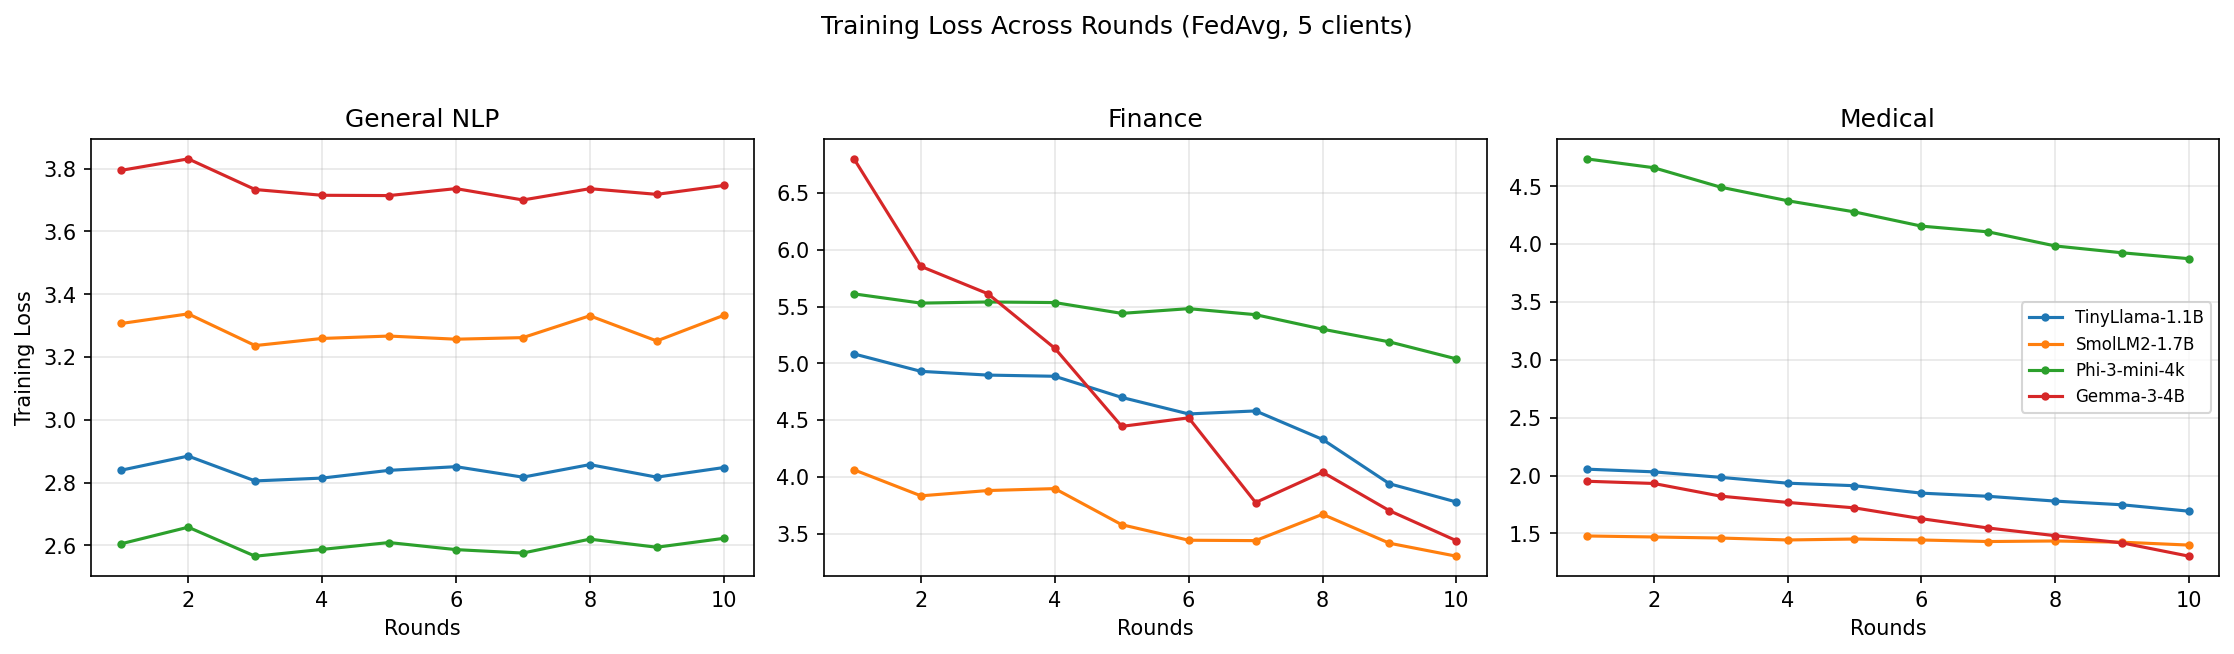 Training Loss Across Rounds (FedAvg, 5 clients)
General NLP
Training Loss
3.8
3.6
3.4
3.2
3.0
2.8
2.6
2 4 6 8 10
Rounds
Finance
6.5
6.0
5.5
5.0
4.5
4.0
3.5
2 4 6 8 10
Rounds
Medical
4.5
4.0
3.5
3.0
2.5
2.0
1.5
TinyLlama-1.1B
SmolLM2-1.7B
Phi-3-mini-4k
Gemma-3-4B
2 4 6 8 10
Rounds